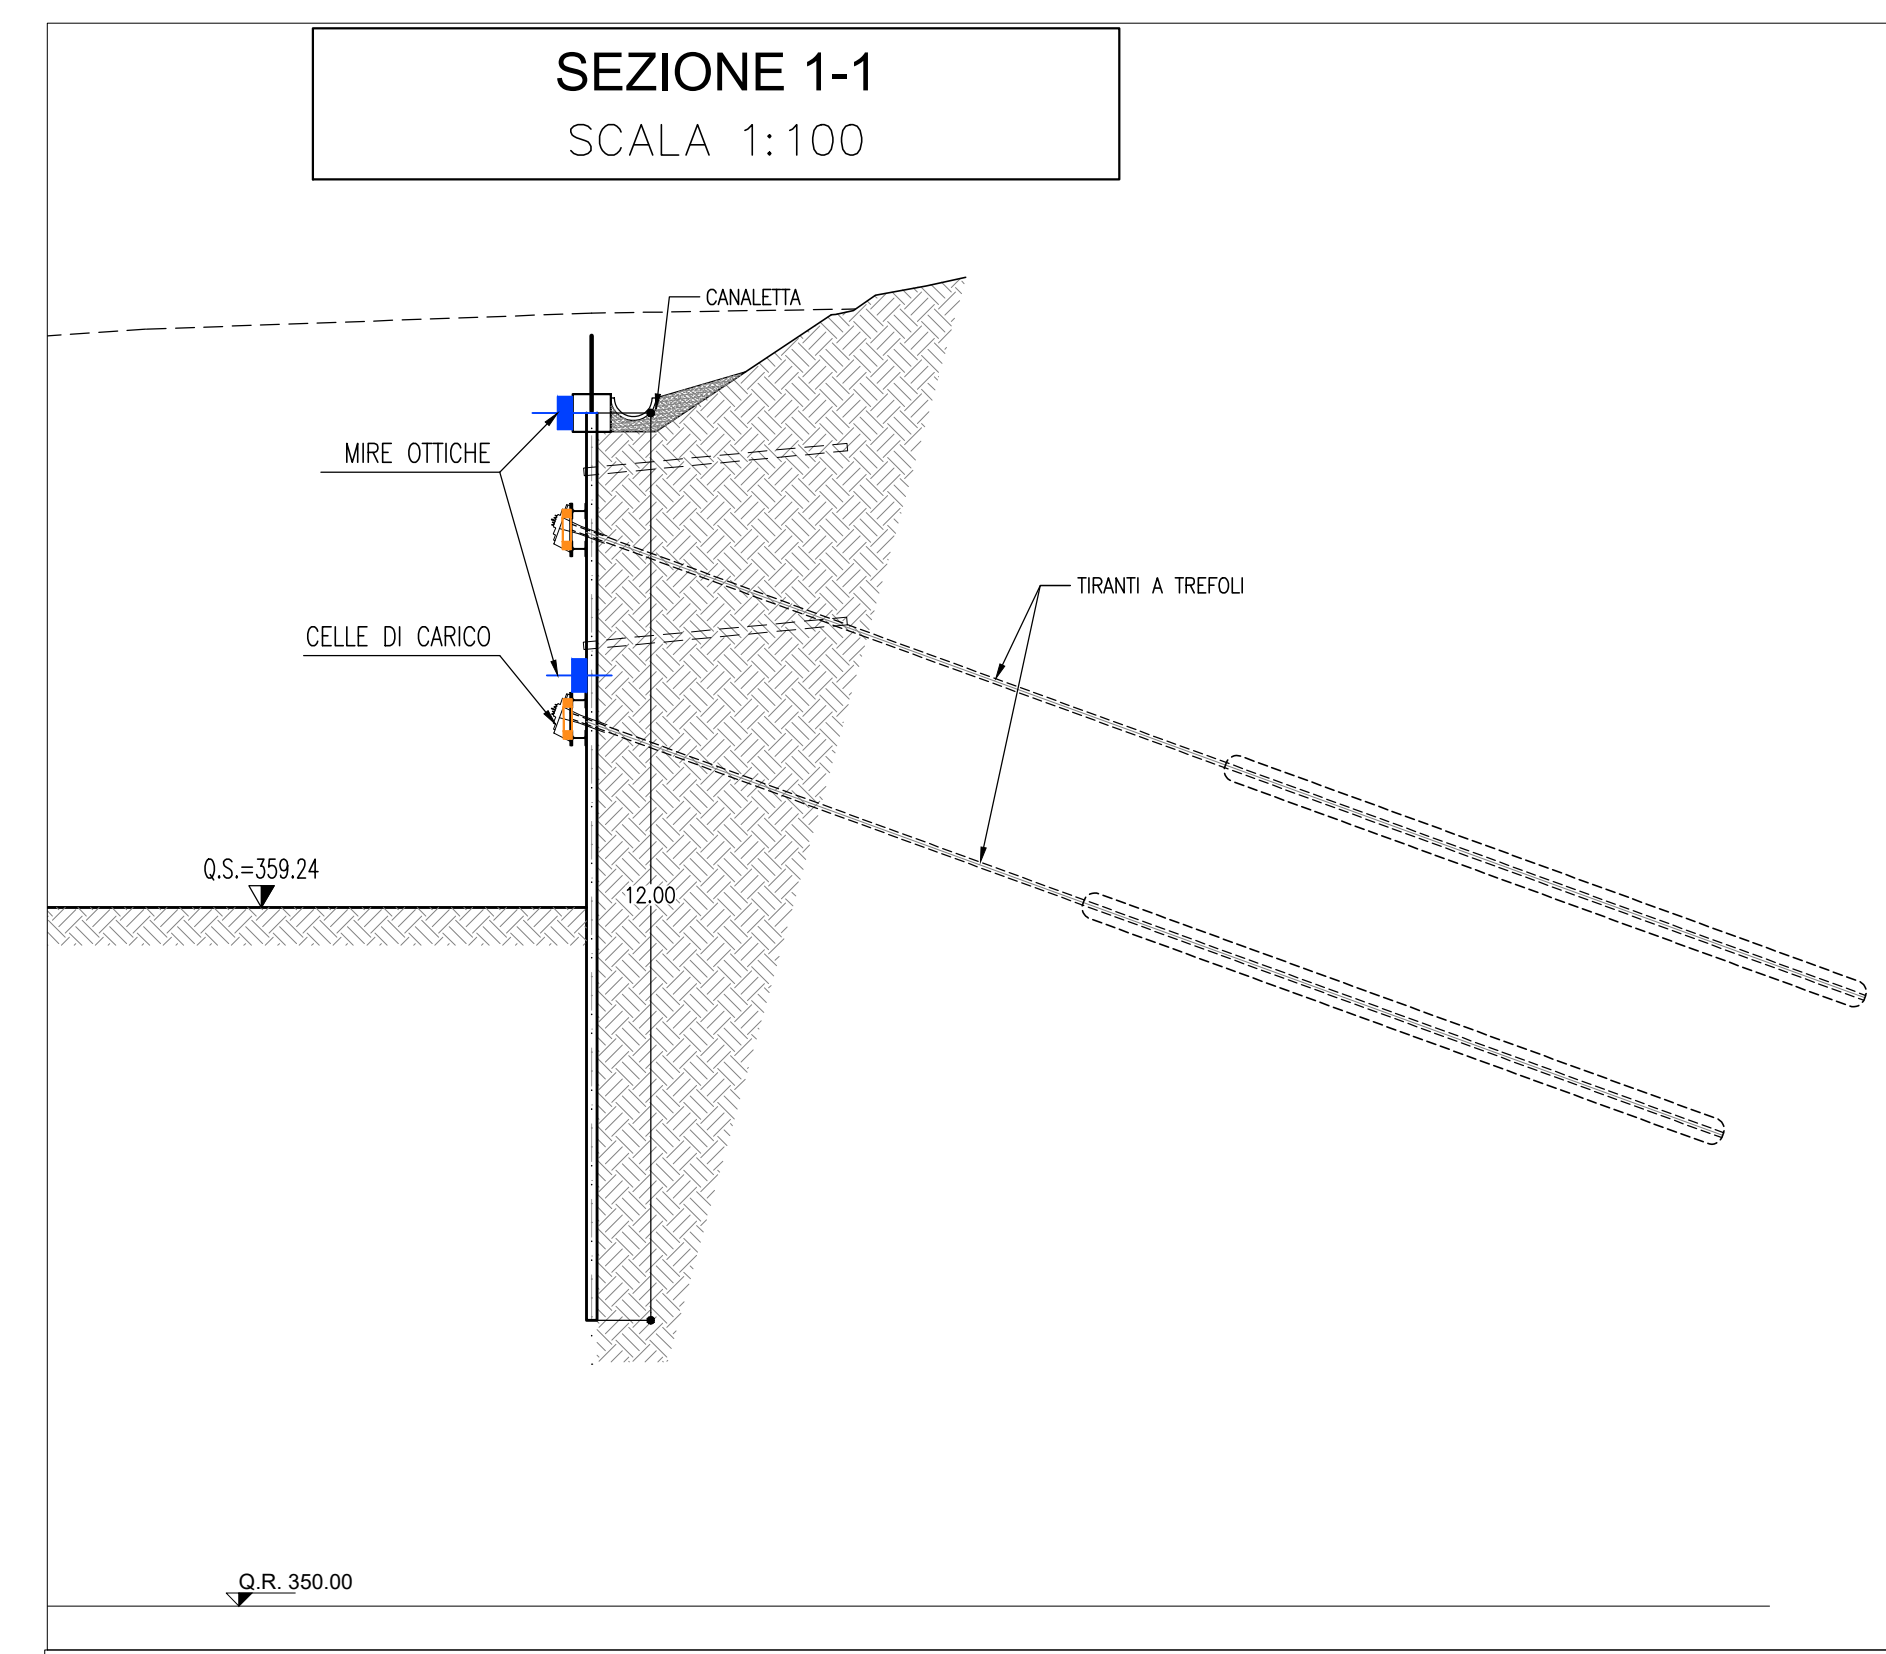 SEZIONE 1-1
SCALA 1:100
CANALETTA
MIRE OTTICHE
TIRANTI A TREFOLI
CELLE DI CARICO
Q.S.=359.24
12.00
Q.R. 350.00